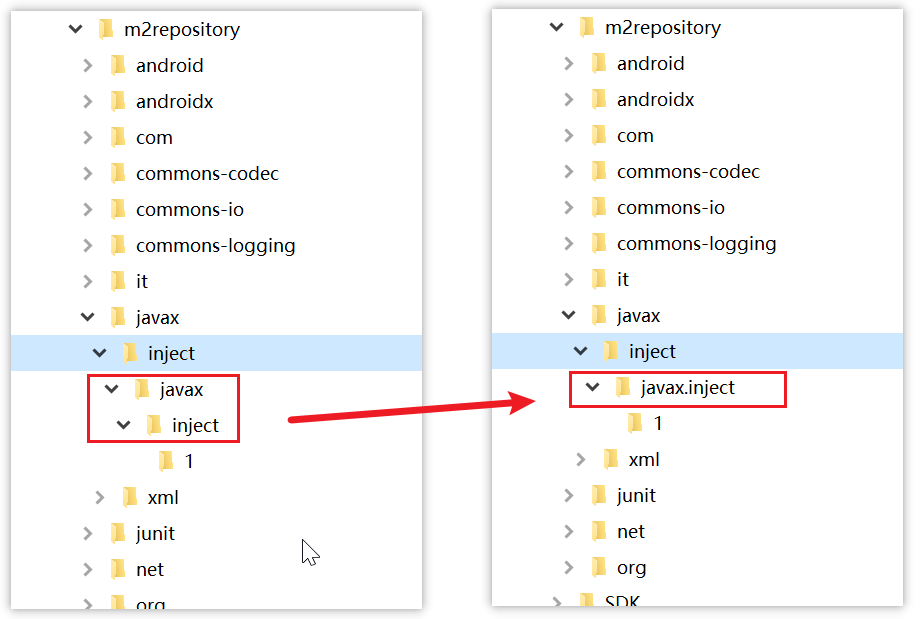 m2repository
android
androidx
com
commons-codec
commons-io
commons-logging
it
javax
inject
javax
inject
1
xml
junit
net
org
m2repository
android
androidx
com
commons-codec
commons-io
commons-logging
it
javax
inject
javax.inject
1
xml
junit
net
org
SDK